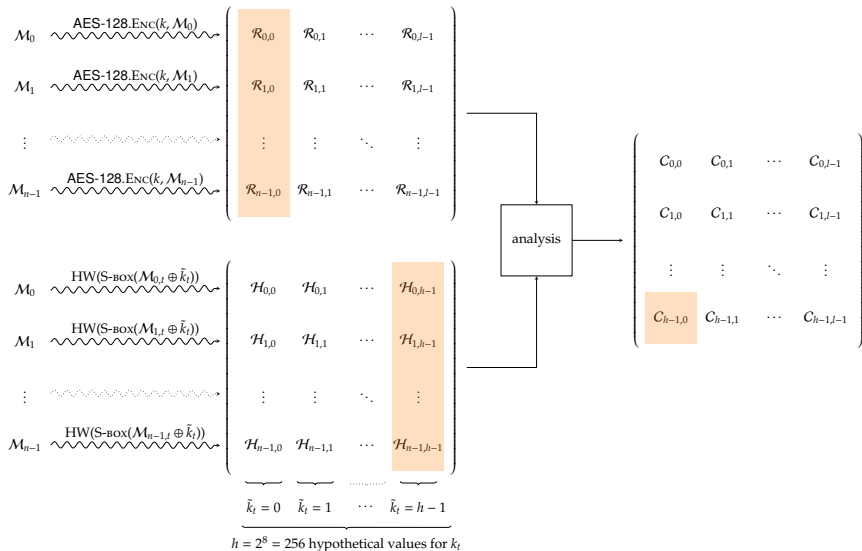 M₀ AES-128.Enc(k, M₀) R₀,₀ R₀,₁ ⋯ R₀,ₗ₋₁
M₁ AES-128.Enc(k, M₁) R₁,₀ R₁,₁ ⋯ R₁,ₗ₋₁
⋮ ⋮ ⋮ ⋱ ⋮
Mₙ₋₁ AES-128.Enc(k, Mₙ₋₁) Rₙ₋₁,₀ Rₙ₋₁,₁ ⋯ Rₙ₋₁,ₗ₋₁
M₀ HW(S-box(M₀,ₜ ⊕ k̃ₜ)) H₀,₀ H₀,₁ ⋯ H₀,ₕ₋₁
M₁ HW(S-box(M₁,ₜ ⊕ k̃ₜ)) H₁,₀ H₁,₁ ⋯ H₁,ₕ₋₁
⋮ ⋮ ⋮ ⋱ ⋮
Mₙ₋₁ HW(S-box(Mₙ₋₁,ₜ ⊕ k̃ₜ)) Hₙ₋₁,₀ Hₙ₋₁,₁ ⋯ Hₙ₋₁,ₕ₋₁
k̃ₜ = 0 k̃ₜ = 1 ⋯ k̃ₜ = h − 1
h = 2⁸ = 256 hypothetical values for kₜ
analysis
C₀,₀ C₀,₁ ⋯ C₀,ₗ₋₁
C₁,₀ C₁,₁ ⋯ C₁,ₗ₋₁
⋮ ⋮ ⋱ ⋮
Cₕ₋₁,₀ Cₕ₋₁,₁ ⋯ Cₕ₋₁,ₗ₋₁